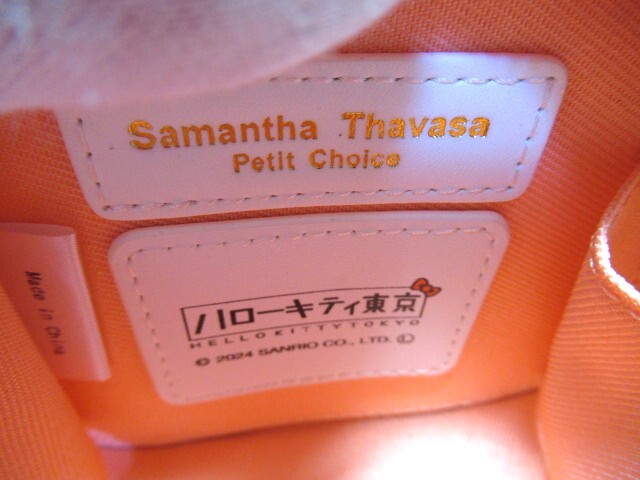 Samantha Thavasa
Petit Choice
ハローキティ東京
HELLOKITTYTOKYO
© 2024 SANRIO CO., LTD. Ⓛ
Made in China